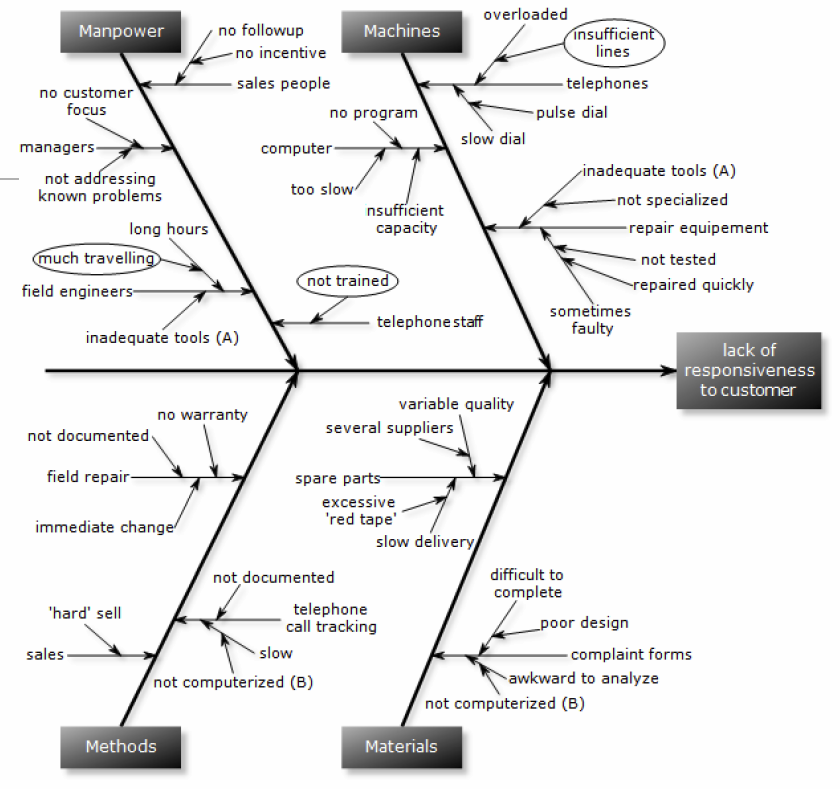 Manpower
no followup
no incentive
sales people
no customer
focus
managers
not addressing
known problems
long hours
much travelling
field engineers
inadequate tools (A)
not trained
telephone staff
Machines
overloaded
insufficient
lines
telephones
pulse dial
slow dial
no program
computer
too slow
nsufficient
capacity
inadequate tools (A)
not specialized
repair equipement
not tested
repaired quickly
sometimes
faulty
lack of
responsiveness
to customer
no warranty
not documented
field repair
immediate change
not documented
telephone
call tracking
'hard' sell
sales
slow
not computerized (B)
Methods
variable quality
several suppliers
spare parts
excessive
'red tape'
slow delivery
difficult to
complete
poor design
complaint forms
awkward to analyze
not computerized (B)
Materials